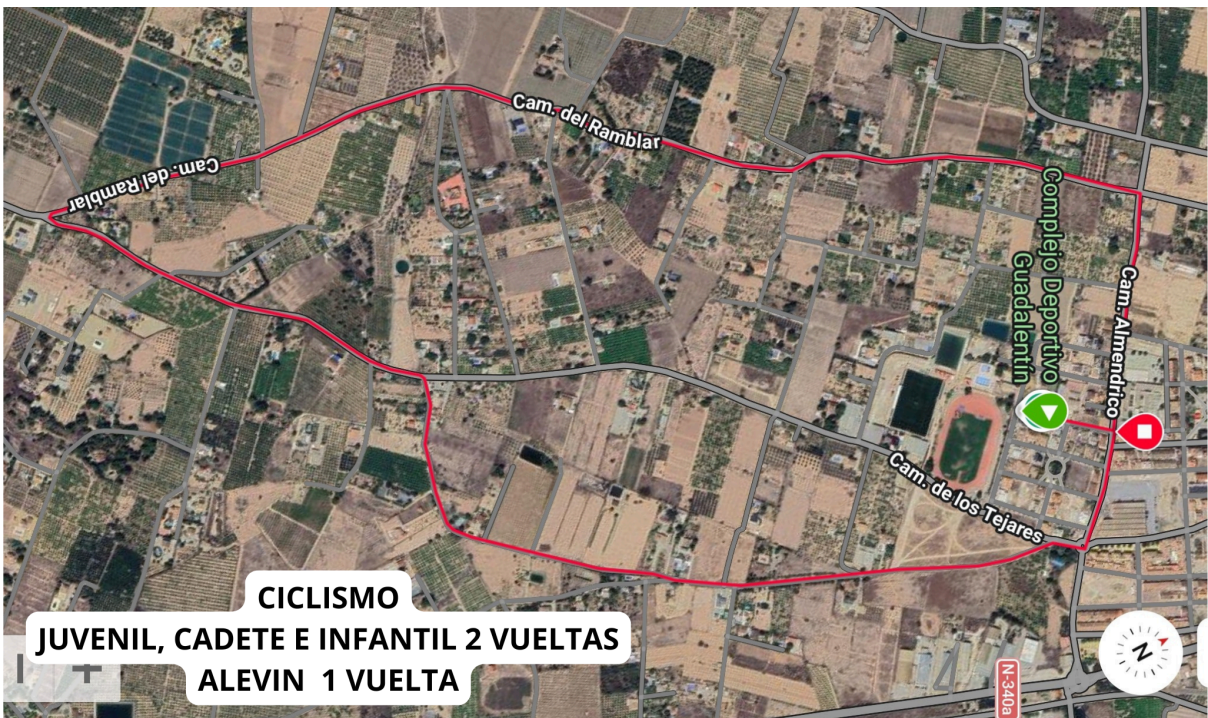 Cam. del Ramblar
Cam. del Ramblar
Complejo Deportivo
Guadalentín
Cam. Almendrico
Cam. de los Tejares
CICLISMO
JUVENIL, CADETE E INFANTIL 2 VUELTAS
ALEVIN 1 VUELTA
N-340a
N